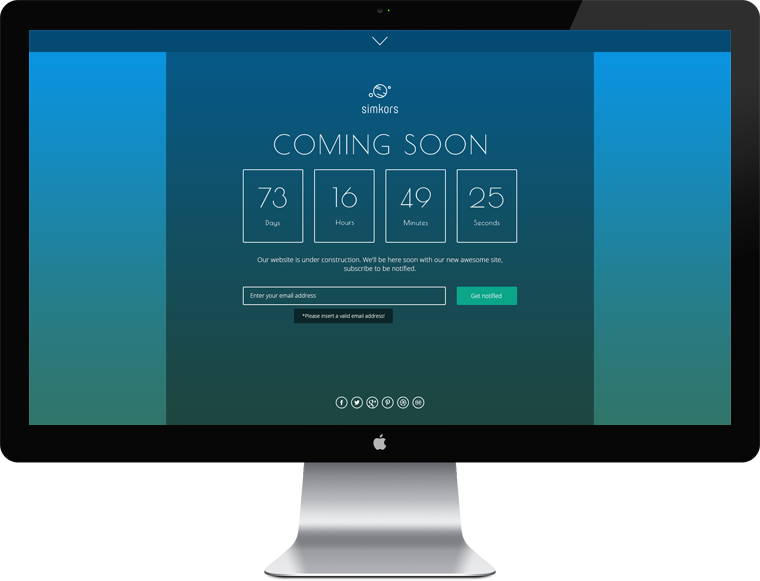 simkors
COMING SOON
73 16 49 25
Days Hours Minutes Seconds
Our website is under construction. We'll be here soon with our new awesome site,
subscribe to be notified.
Enter your email address Get notified
*Please insert a valid email address!